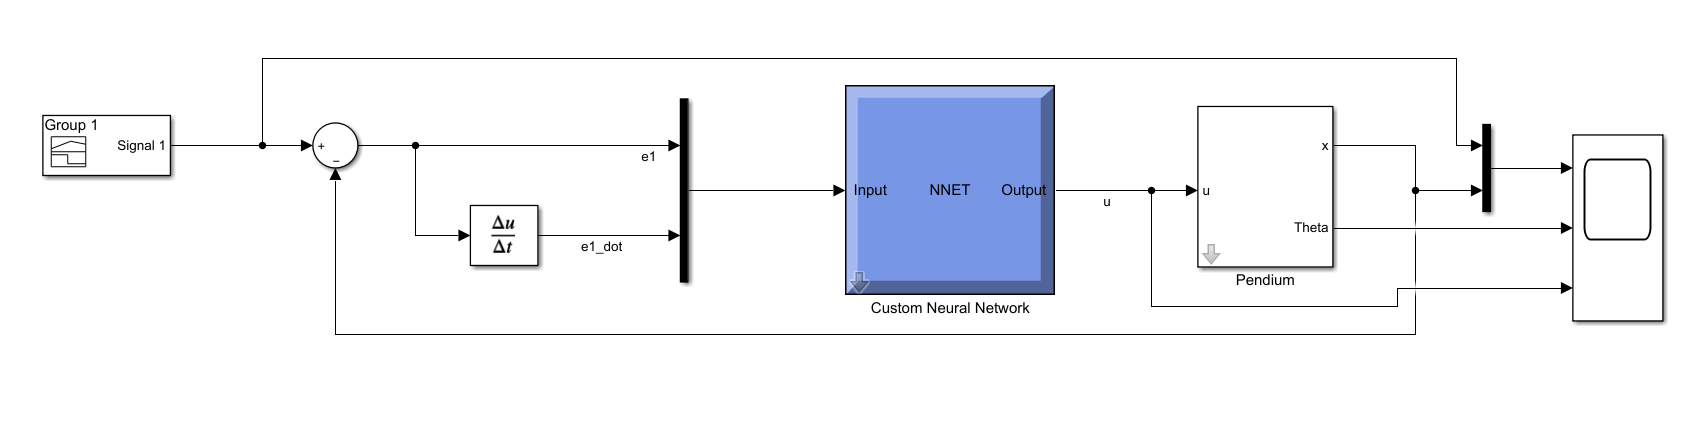 Group 1
Signal 1
+
−
e1
Δu
Δt
e1_dot
Input NNET Output
Custom Neural Network
u
x
u
Theta
Pendium